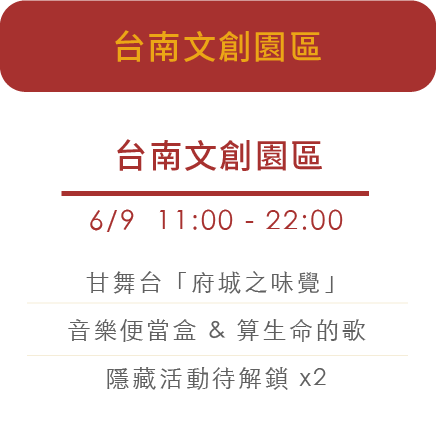 台南文創園區
台南文創園區
6/9 11:00 - 22:00
甘舞台「府城之味覺」
音樂便當盒 & 算生命的歌
隱藏活動待解鎖 x2